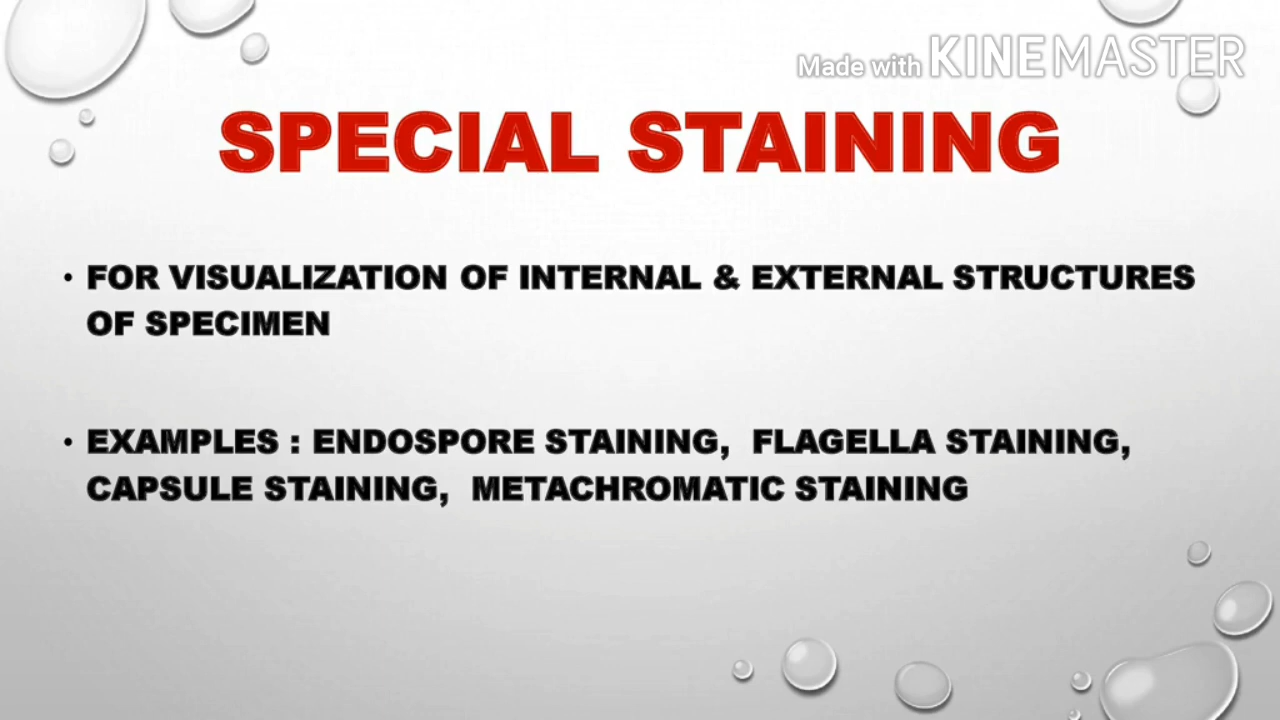 Made with KINEMASTER
SPECIAL STAINING
• FOR VISUALIZATION OF INTERNAL & EXTERNAL STRUCTURES
OF SPECIMEN
• EXAMPLES : ENDOSPORE STAINING, FLAGELLA STAINING,
CAPSULE STAINING, METACHROMATIC STAINING